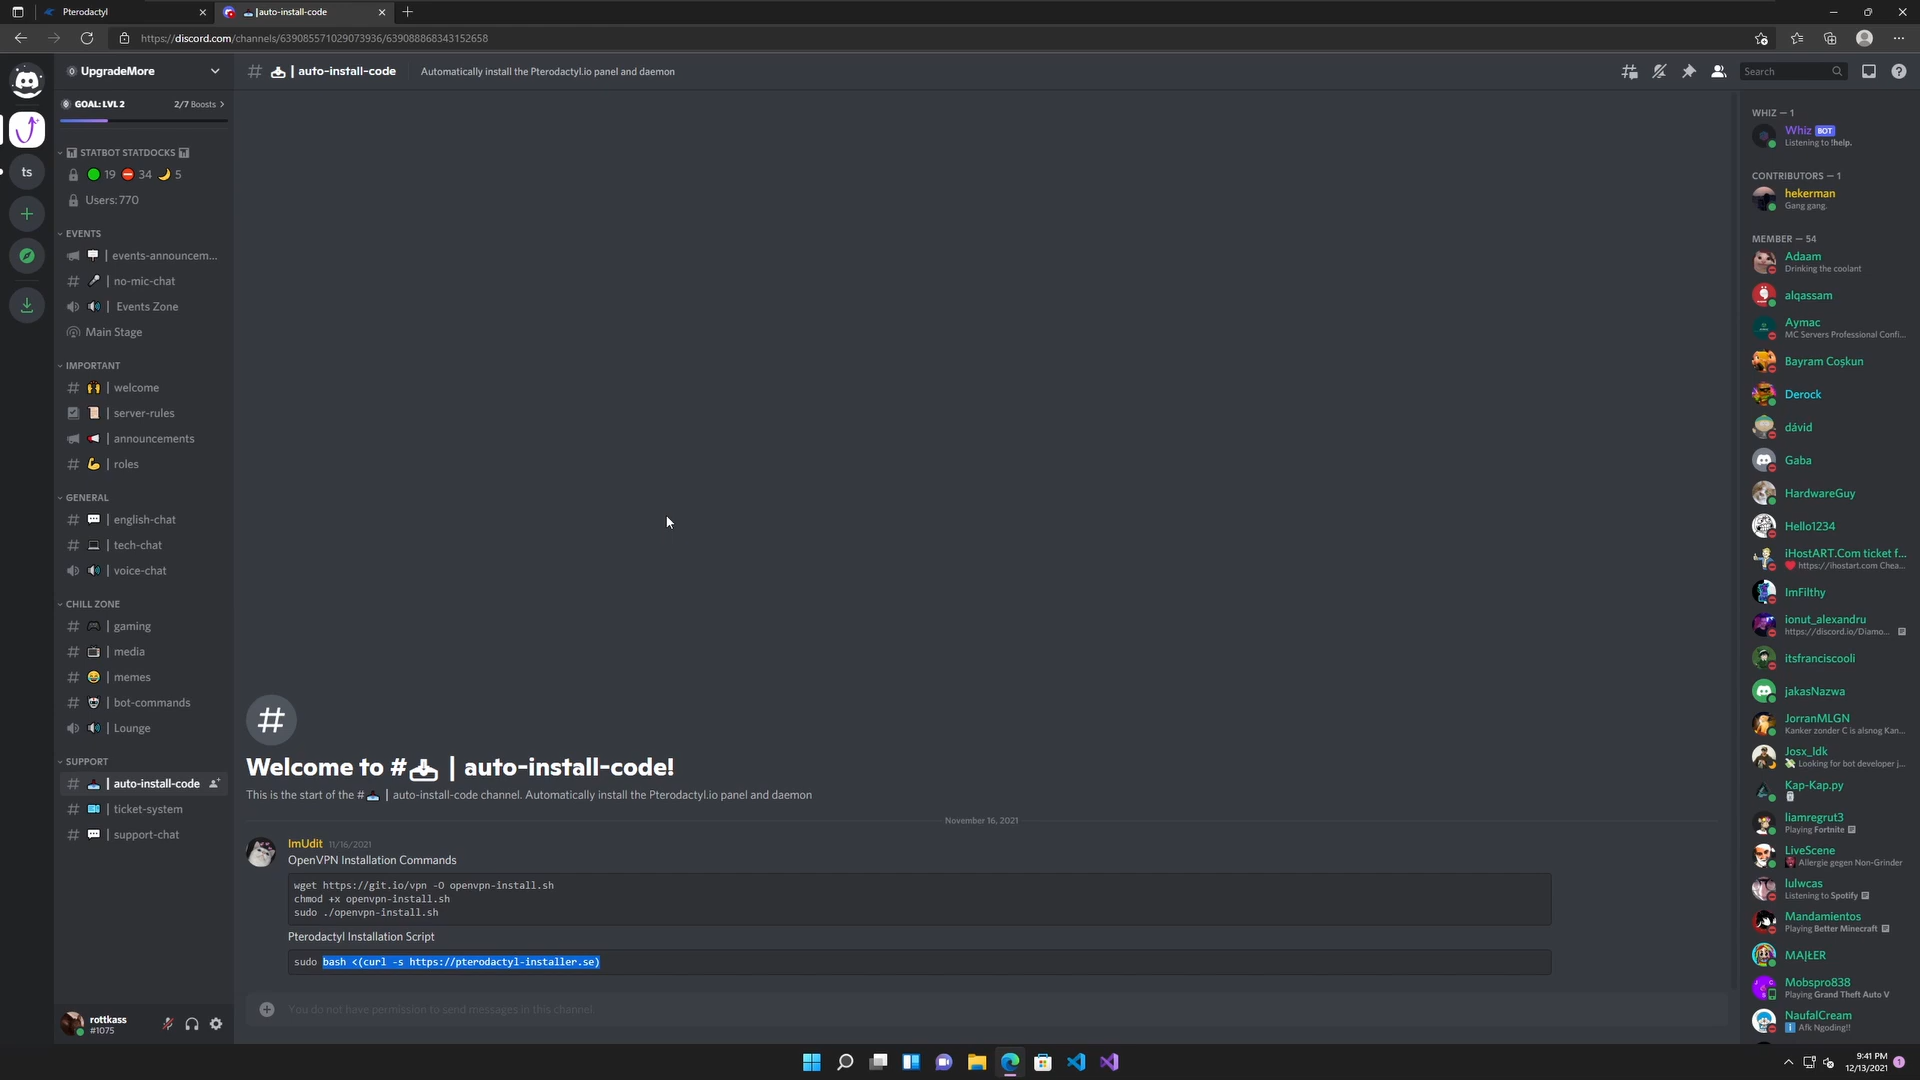 Pterodactyl
|auto-install-code
https://discord.com/channels/639085571029073936/639088868343152658
UpgradeMore
GOAL: LVL 2
2/7 Boosts
STATBOT STATDOCKS
19
34
5
Users: 770
EVENTS
| events-announcem...
| no-mic-chat
| Events Zone
Main Stage
IMPORTANT
| welcome
| server-rules
| announcements
| roles
GENERAL
| english-chat
| tech-chat
| voice-chat
CHILL ZONE
| gaming
| media
| memes
| bot-commands
| Lounge
SUPPORT
| auto-install-code
| ticket-system
| support-chat
rottkass
#1075
| auto-install-code
Automatically install the Pterodactyl.io panel and daemon
Search
Welcome to # | auto-install-code!
This is the start of the # | auto-install-code channel. Automatically install the Pterodactyl.io panel and daemon
November 16, 2021
ImUdit 11/16/2021
OpenVPN Installation Commands
wget https://git.io/vpn -O openvpn-install.sh
chmod +x openvpn-install.sh
sudo ./openvpn-install.sh
Pterodactyl Installation Script
sudo bash <(curl -s https://pterodactyl-installer.se)
You do not have permission to send messages in this channel.
WHIZ — 1
Whiz BOT
Listening to !help.
CONTRIBUTORS — 1
hekerman
Gang gang.
MEMBER — 54
Adaam
Drinking the coolant
alqassam
Aymac
MC Servers Professional Confi...
Bayram Coşkun
Derock
dávid
Gaba
HardwareGuy
Hello1234
iHostART.Com ticket f...
https://ihostart.com Chea...
ImFilthy
ionut_alexandru
https://discord.io/Diamo...
itsfranciscooli
jakasNazwa
JorranMLGN
Kanker zonder C is alsnog Kan...
Josx_Idk
Looking for bot developer j...
Kap-Kap.py
liamregrut3
Playing Fortnite
LiveScene
Allergie gegen Non-Grinder
lulwcas
Listening to Spotify
Mandamientos
Playing Better Minecraft
MAJŁER
Mobspro838
Playing Grand Theft Auto V
NaufalCream
Afk Ngoding!!
9:41 PM
12/13/2021
1